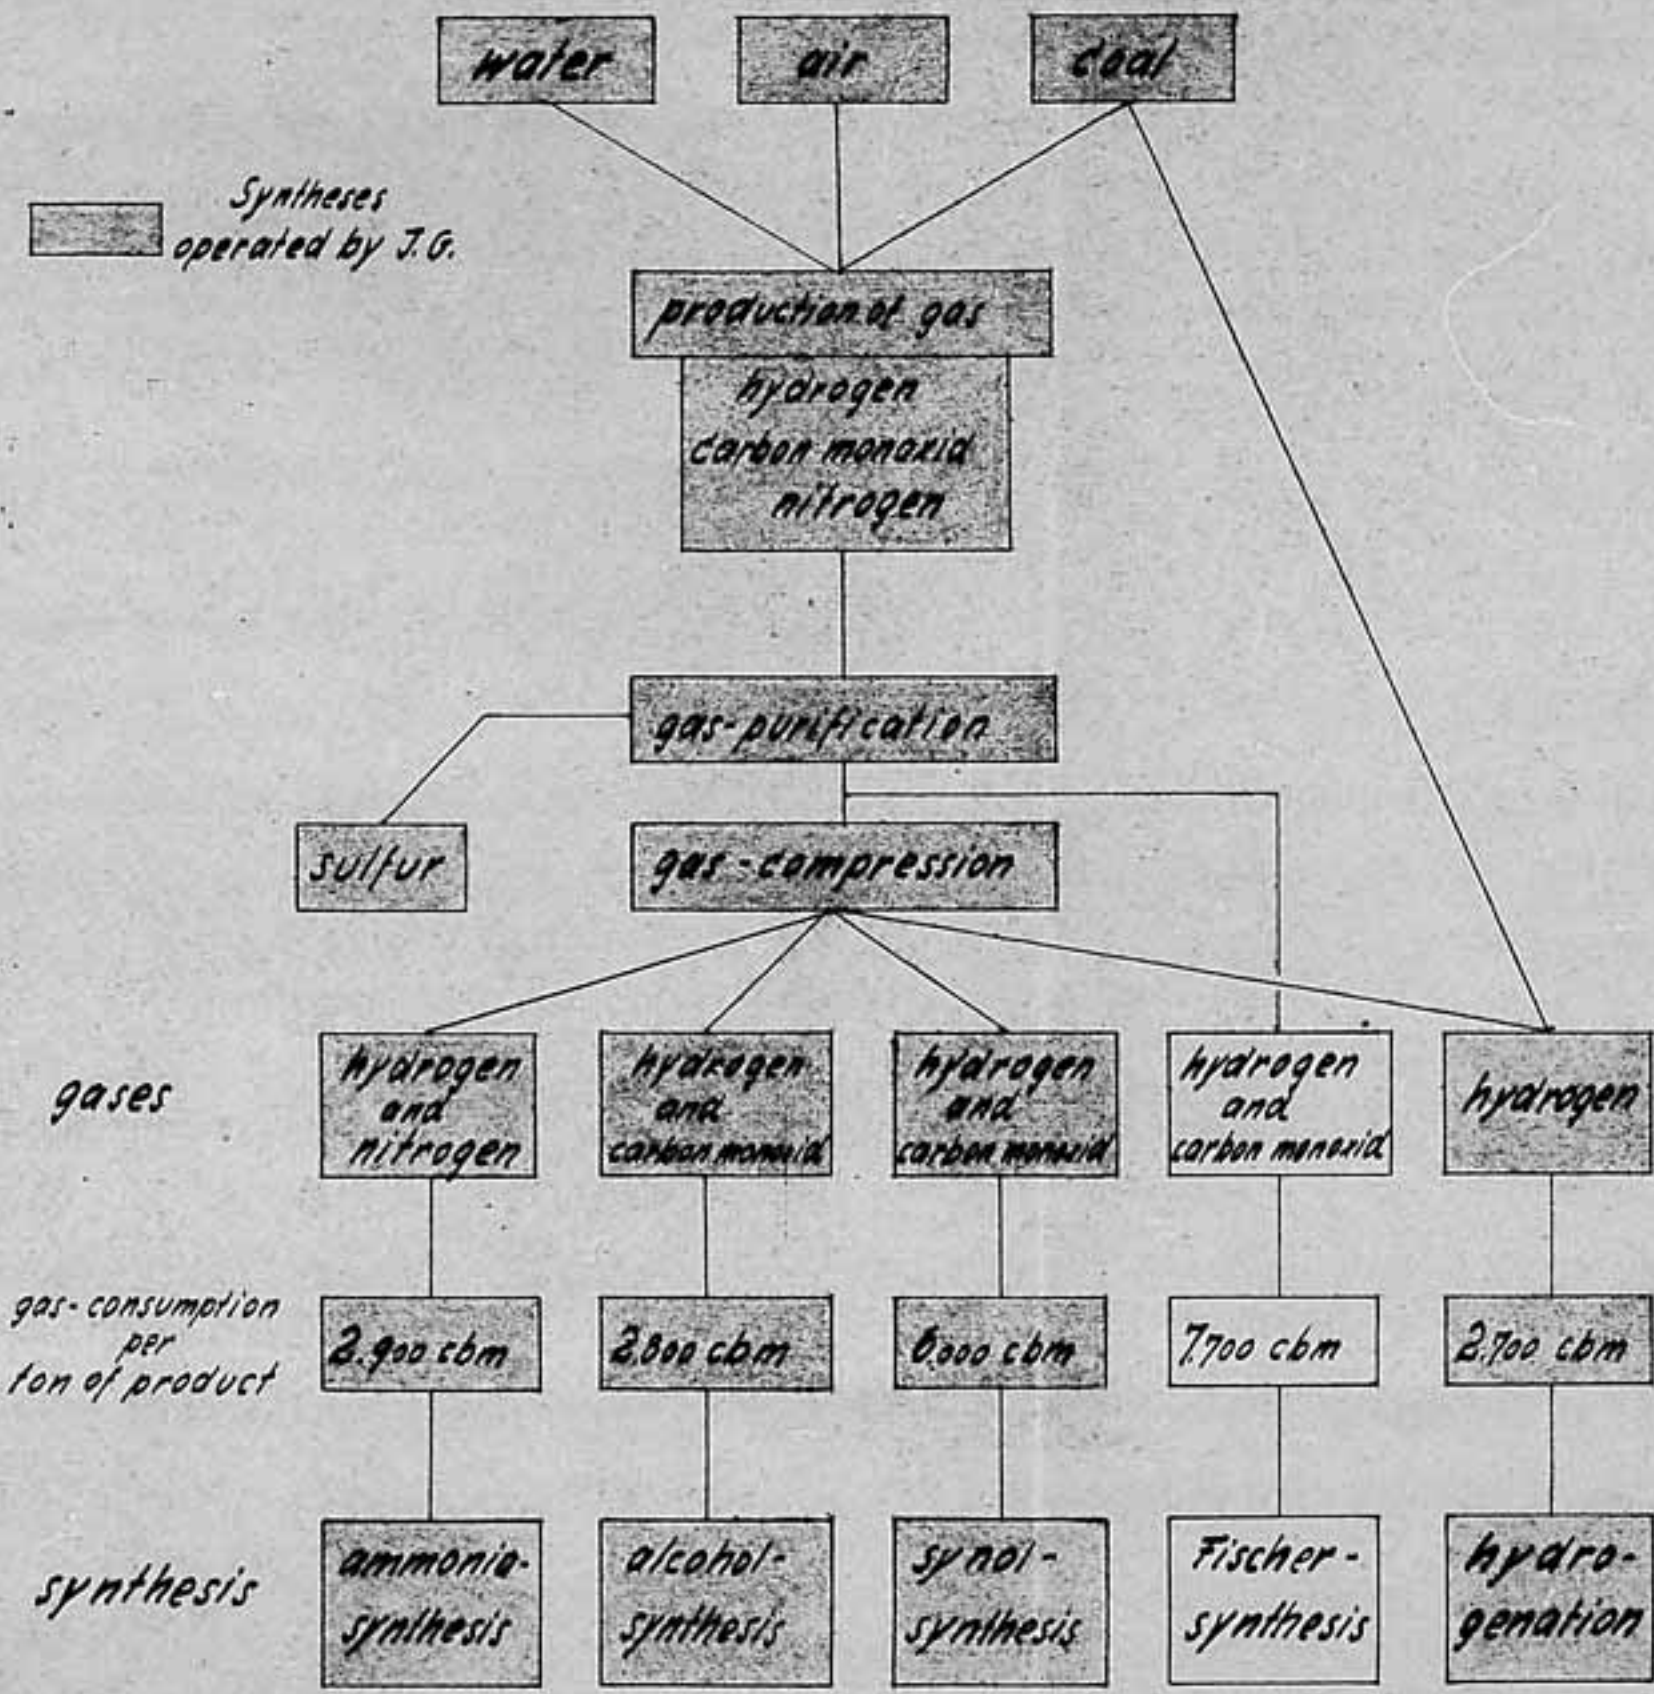 water
air
coal
Syntheses
operated by J.G.
production of gas
hydrogen
carbon monoxid
nitrogen
gas-purification
sulfur
gas-compression
gases
hydrogen
and
nitrogen
hydrogen
and
carbon monoxid
hydrogen
and
carbon monoxid
hydrogen
and
carbon monoxid
hydrogen
gas-consumption
per
ton of product
2.900 cbm
2.800 cbm
6.000 cbm
7.700 cbm
2.700 cbm
synthesis
ammonia-
synthesis
alcohol-
synthesis
synol-
synthesis
Fischer-
synthesis
hydro-
genation